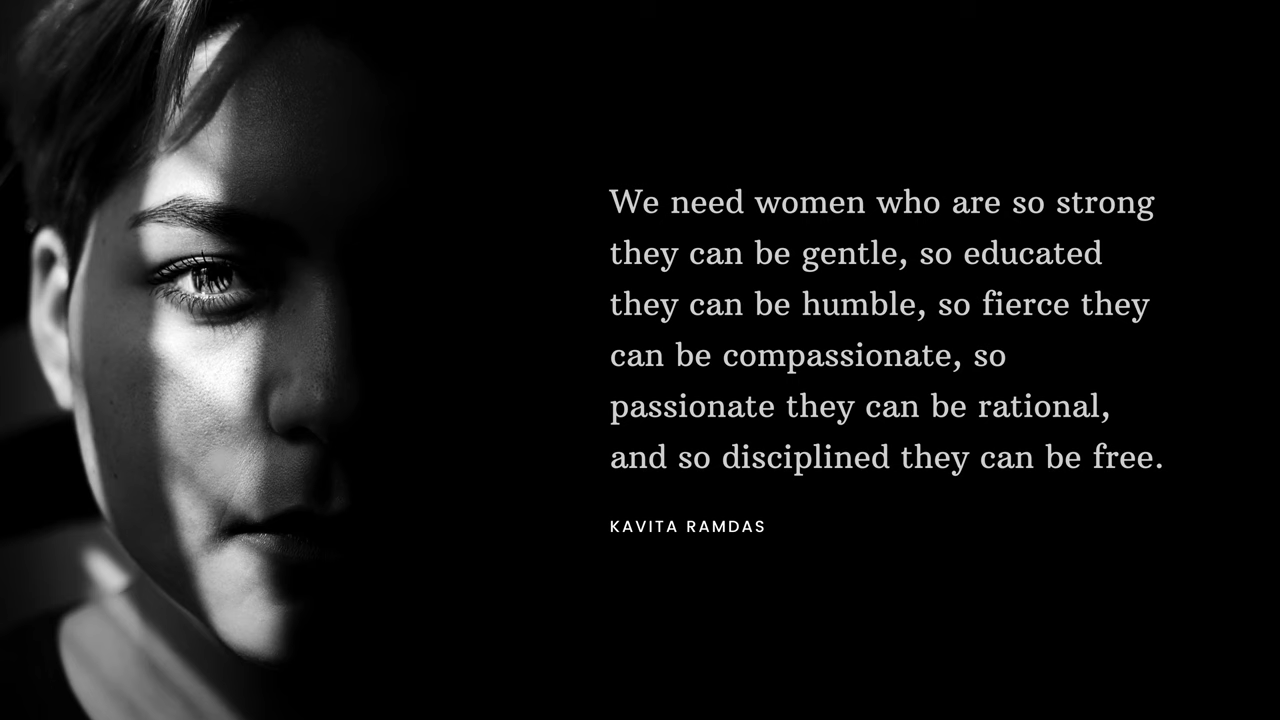 We need women who are so strong
they can be gentle, so educated
they can be humble, so fierce they
can be compassionate, so
passionate they can be rational,
and so disciplined they can be free.
KAVITA RAMDAS